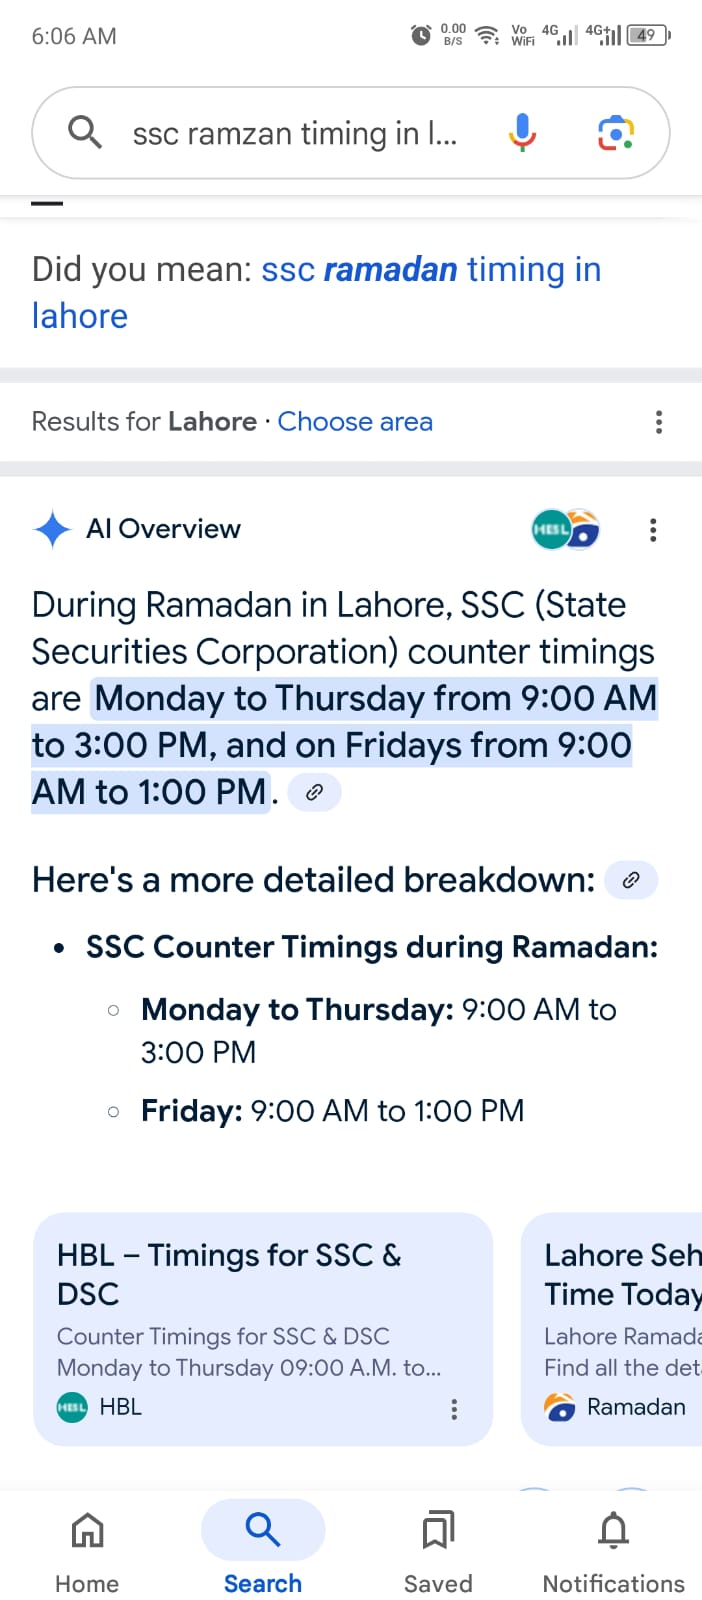 6:06 AM
0.00 B/S
Vo WiFi 4G 4G+ 49
ssc ramzan timing in l...
Did you mean: ssc ramadan timing in
lahore
Results for Lahore · Choose area
AI Overview
HBL
During Ramadan in Lahore, SSC (State
Securities Corporation) counter timings
are Monday to Thursday from 9:00 AM
to 3:00 PM, and on Fridays from 9:00
AM to 1:00 PM.
Here's a more detailed breakdown:
• SSC Counter Timings during Ramadan:
○ Monday to Thursday: 9:00 AM to
3:00 PM
○ Friday: 9:00 AM to 1:00 PM
HBL – Timings for SSC &
DSC
Counter Timings for SSC & DSC
Monday to Thursday 09:00 A.M. to...
HBL HBL
Lahore Seh
Time Today
Lahore Ramada
Find all the det
Ramadan
Home
Search
Saved
Notifications